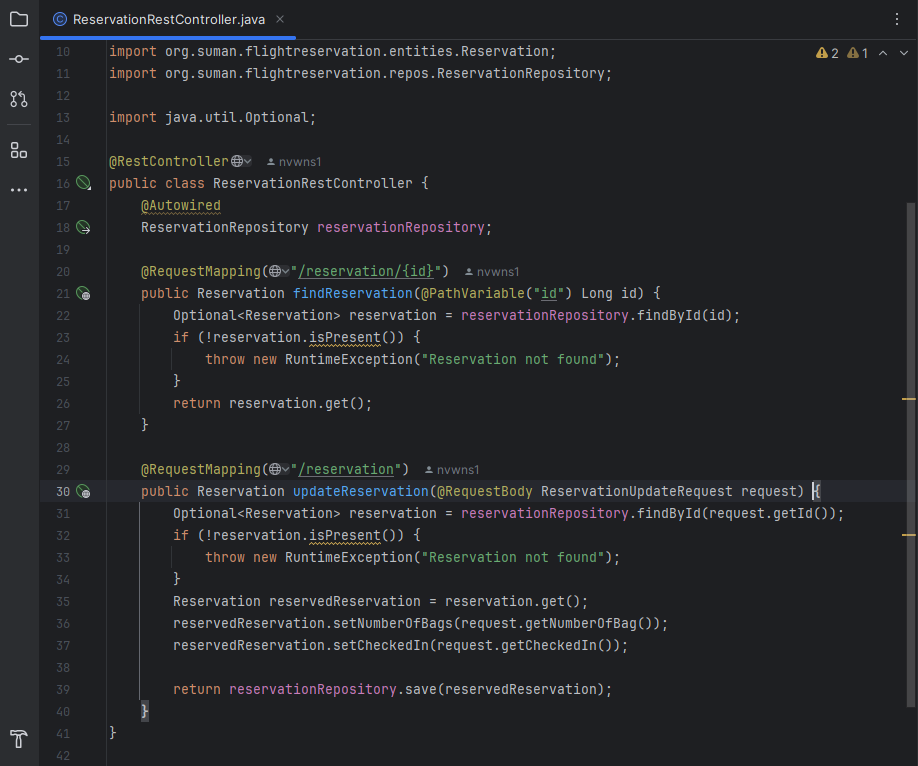 ReservationRestController.java
2 1
10 import org.suman.flightreservation.entities.Reservation;
11 import org.suman.flightreservation.repos.ReservationRepository;
12
13 import java.util.Optional;
14
15 @RestController nvwns1
16 public class ReservationRestController {
17 @Autowired
18 ReservationRepository reservationRepository;
19
20 @RequestMapping("/reservation/{id}") nvwns1
21 public Reservation findReservation(@PathVariable("id") Long id) {
22 Optional<Reservation> reservation = reservationRepository.findById(id);
23 if (!reservation.isPresent()) {
24 throw new RuntimeException("Reservation not found");
25 }
26 return reservation.get();
27 }
28
29 @RequestMapping("/reservation") nvwns1
30 public Reservation updateReservation(@RequestBody ReservationUpdateRequest request) {
31 Optional<Reservation> reservation = reservationRepository.findById(request.getId());
32 if (!reservation.isPresent()) {
33 throw new RuntimeException("Reservation not found");
34 }
35 Reservation reservedReservation = reservation.get();
36 reservedReservation.setNumberOfBags(request.getNumberOfBag());
37 reservedReservation.setCheckedIn(request.getCheckedIn());
38
39 return reservationRepository.save(reservedReservation);
40 }
41 }
42